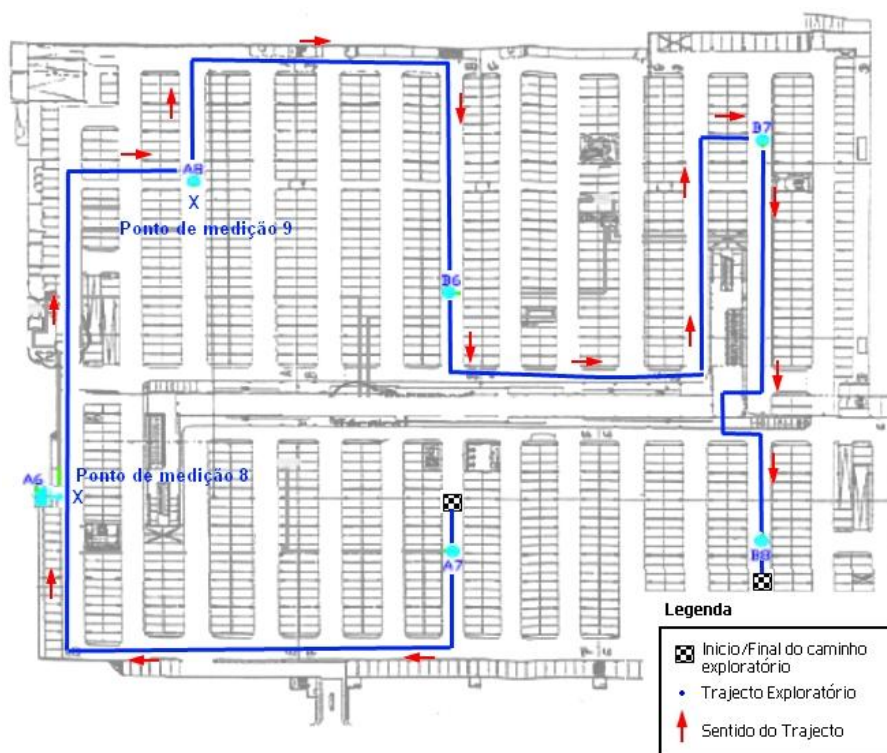 B7
A8
X
Ponto de medição 9
B6
A6
Ponto de medição 8
X
A7
B8
Legenda
Inicio/Final do caminho
exploratório
Trajecto Exploratório
Sentido do Trajecto